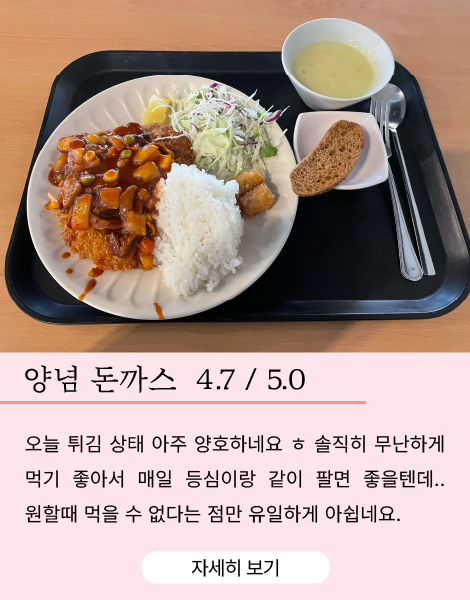 양념 돈까스 4.7 / 5.0
오늘 튀김 상태 아주 양호하네요 ㅎ 솔직히 무난하게
먹기 좋아서 매일 등심이랑 같이 팔면 좋을텐데..
원할때 먹을 수 없다는 점만 유일하게 아쉽네요.
자세히 보기